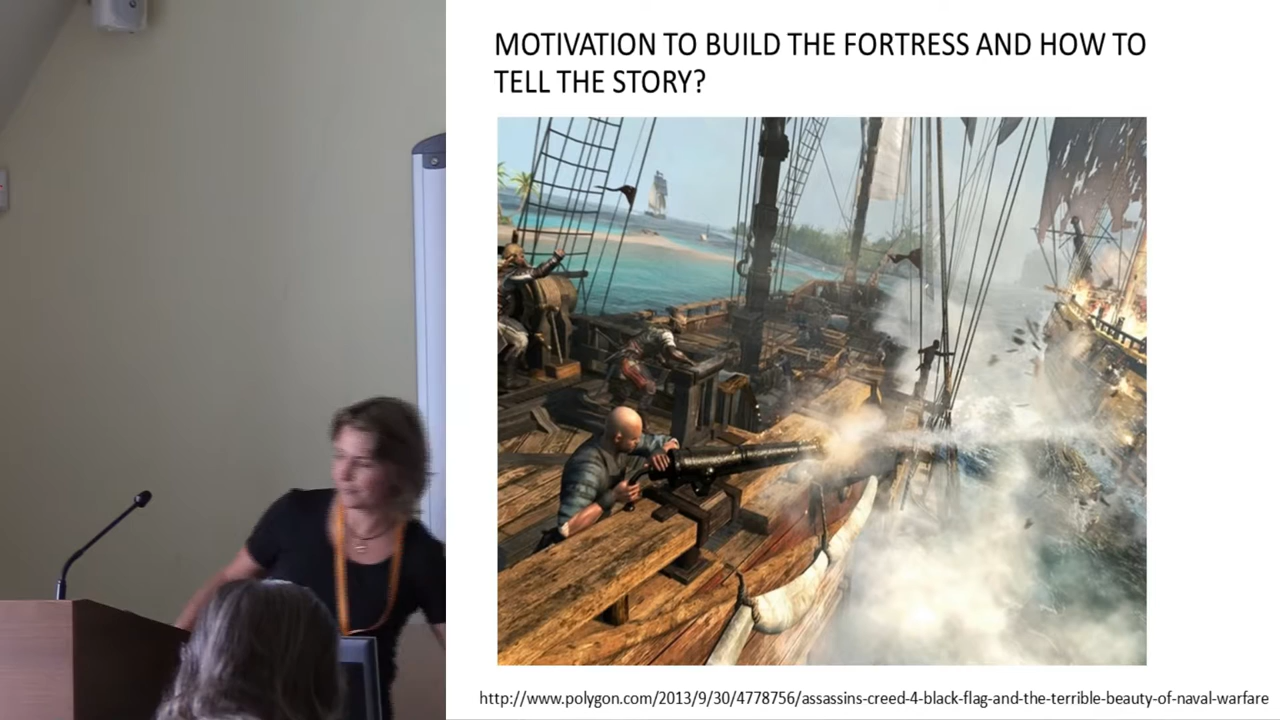 MOTIVATION TO BUILD THE FORTRESS AND HOW TO
TELL THE STORY?
http://www.polygon.com/2013/9/30/4778756/assassins-creed-4-black-flag-and-the-terrible-beauty-of-naval-warfare